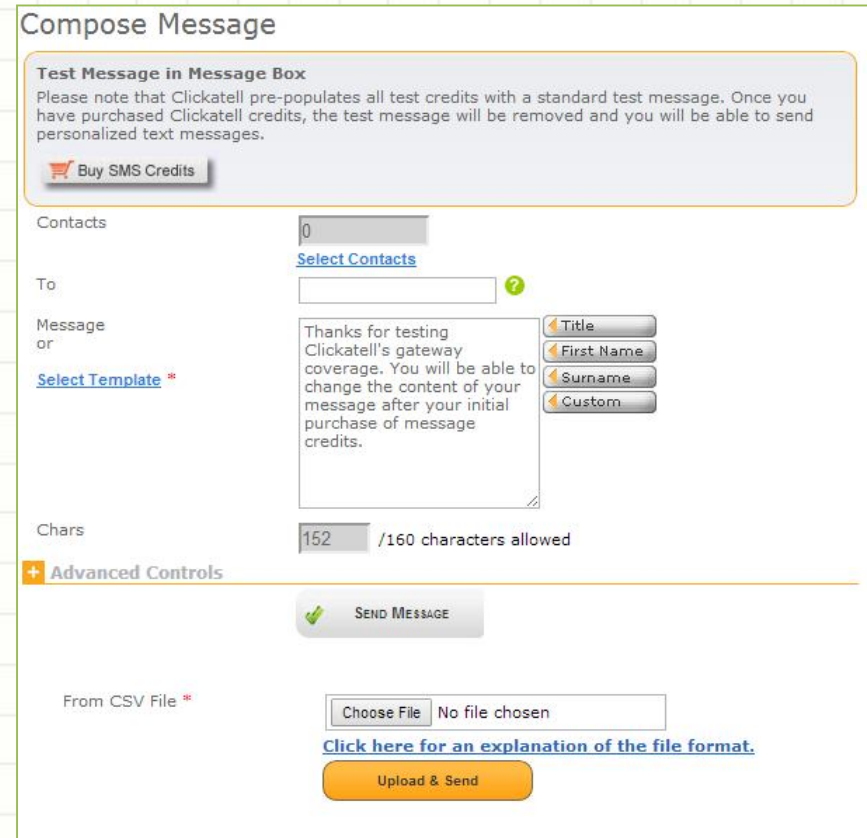 Compose Message
Test Message in Message Box
Please note that Clickatell pre-populates all test credits with a standard test message. Once you
have purchased Clickatell credits, the test message will be removed and you will be able to send
personalized text messages.
Buy SMS Credits
Contacts
0
Select Contacts
To
?
Message
or
Select Template *
Thanks for testing
Clickatell's gateway
coverage. You will be able to
change the content of your
message after your initial
purchase of message
credits.
Title
First Name
Surname
Custom
Chars
152 /160 characters allowed
+ Advanced Controls
SEND MESSAGE
From CSV File *
Choose File No file chosen
Click here for an explanation of the file format.
Upload & Send